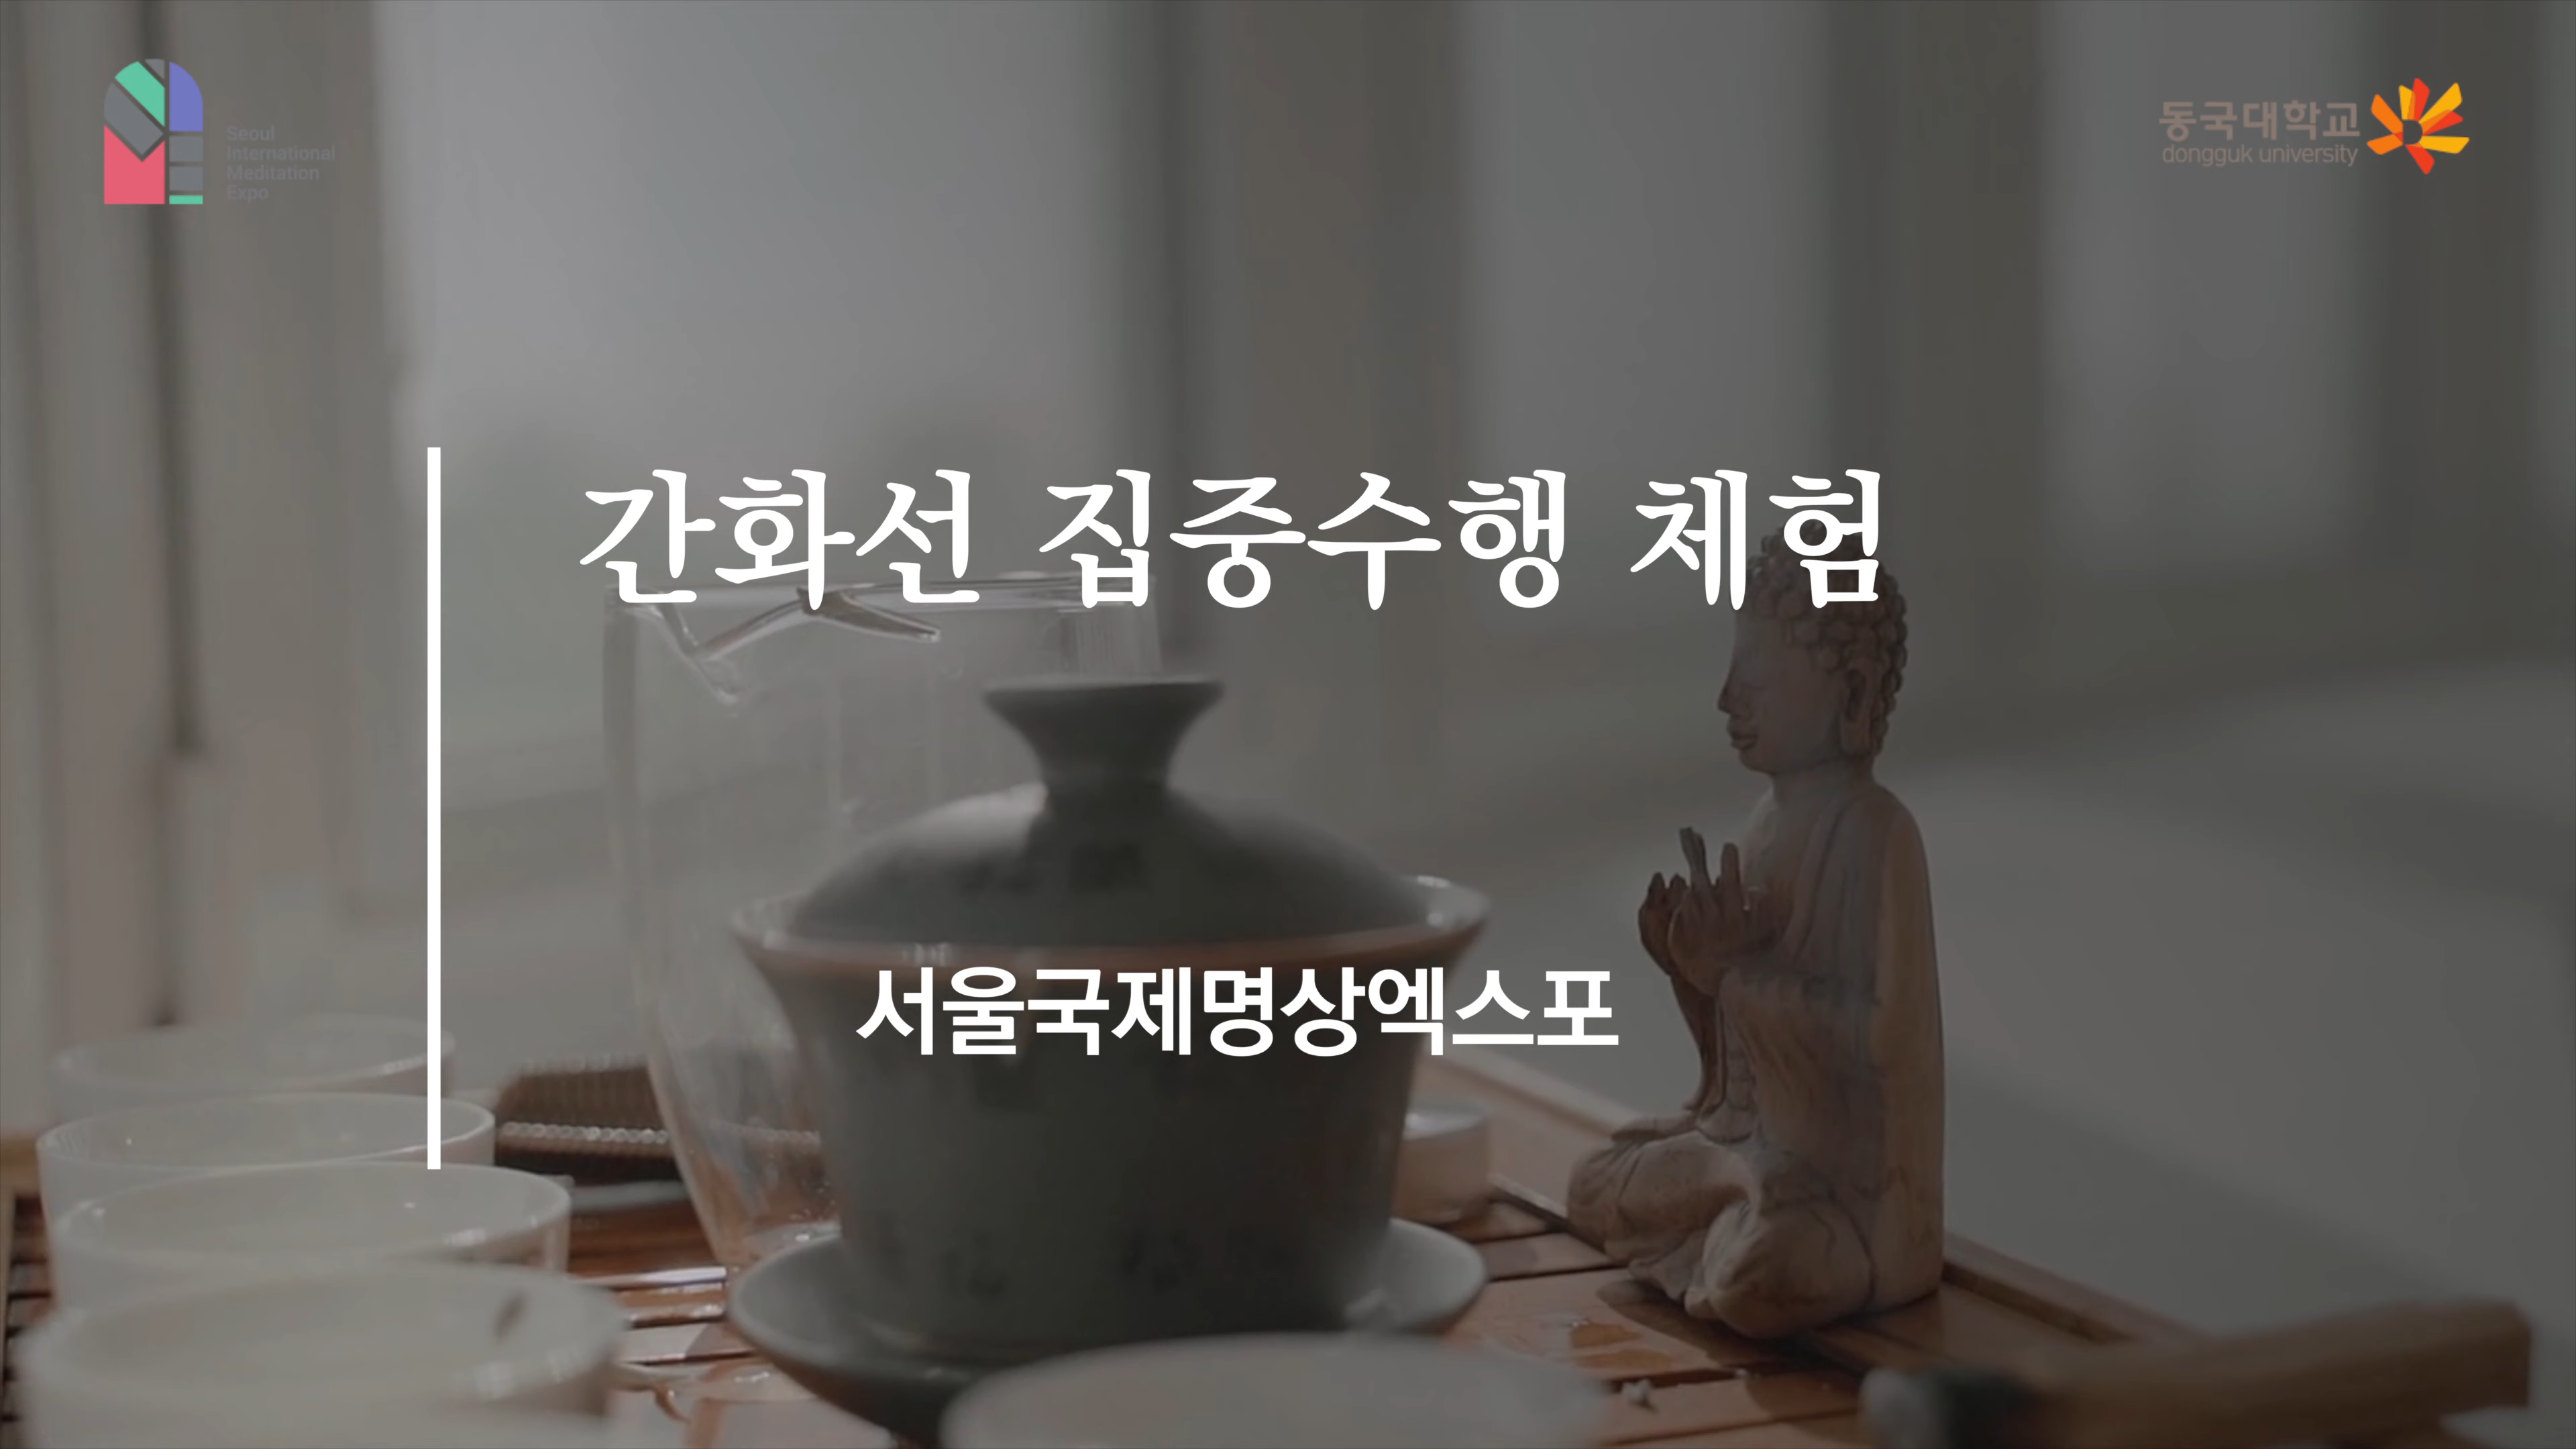 Seoul
International
Meditation
Expo
동국대학교
dongguk university
간화선 집중수행 체험
서울국제명상엑스포